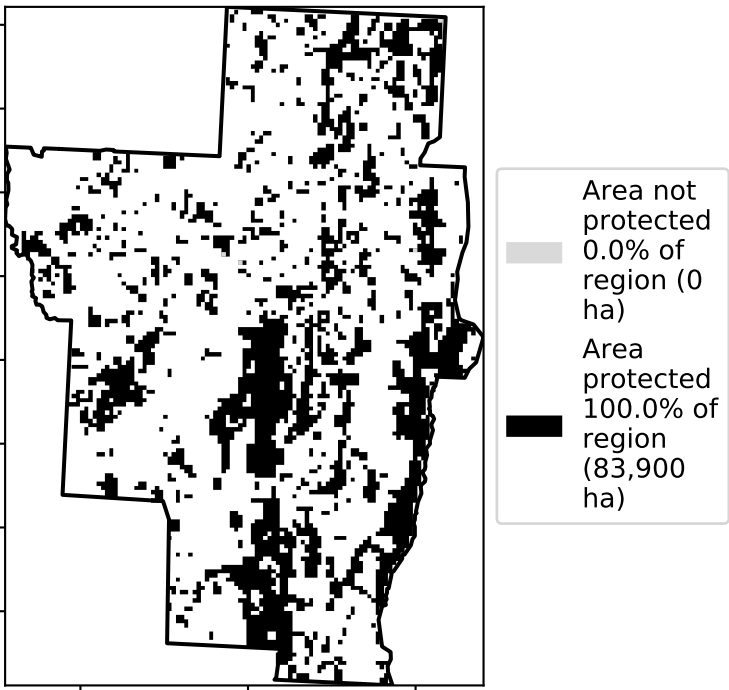 Area not
protected
0.0% of
region (0
ha)
Area
protected
100.0% of
region
(83,900
ha)